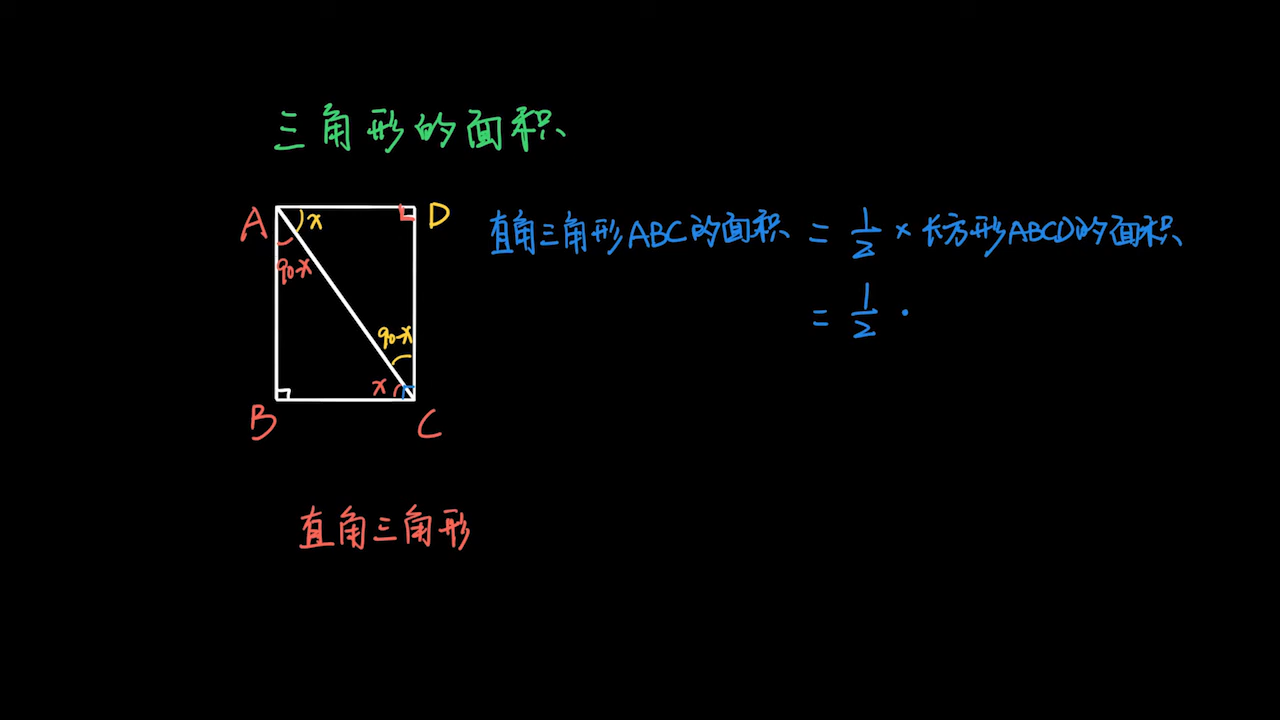 三角形的面积
A x D
90-x
直角三角形ABC的面积 = 1/2 × 长方形ABCD的面积
= 1/2 ·
90-x
x
B C
直角三角形